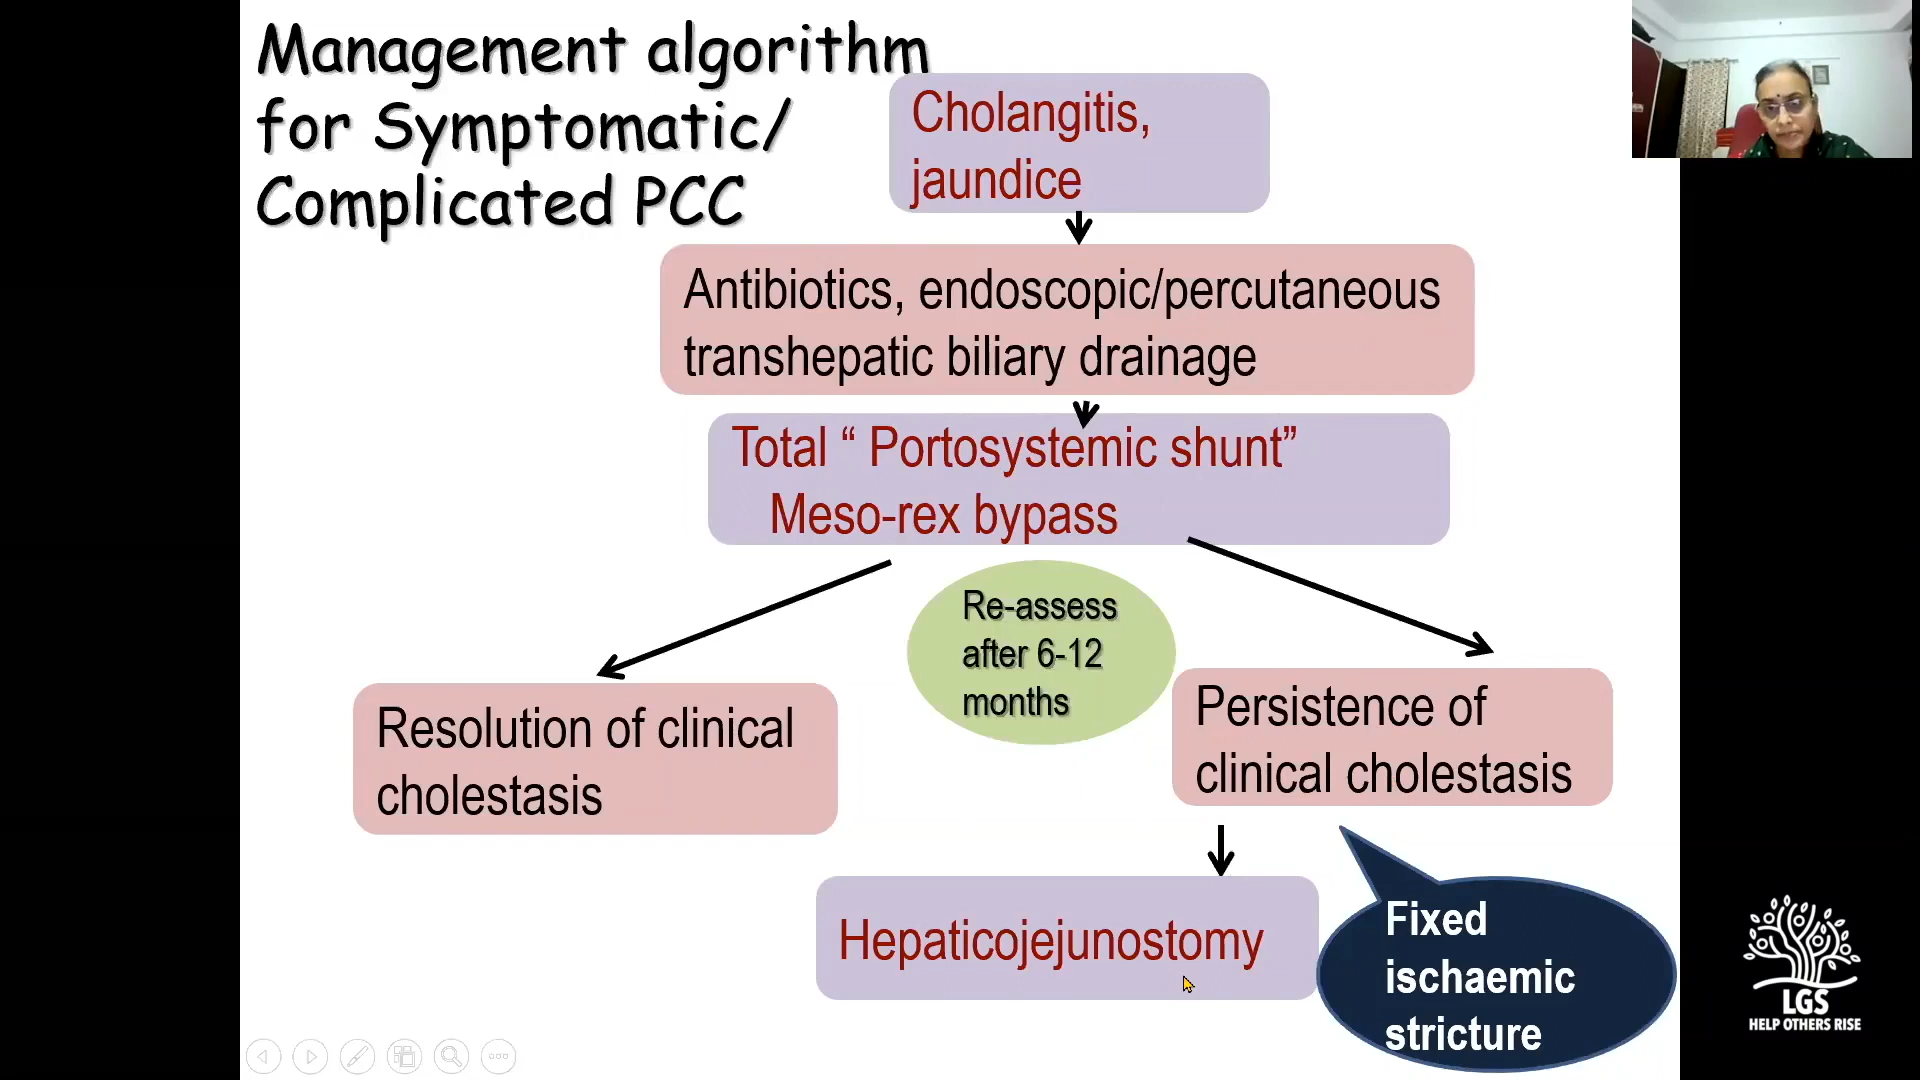 Management algorithm
for Symptomatic/
Complicated PCC
Cholangitis,
jaundice
Antibiotics, endoscopic/percutaneous
transhepatic biliary drainage
Total “ Portosystemic shunt”
Meso-rex bypass
Re-assess
after 6-12
months
Resolution of clinical
cholestasis
Persistence of
clinical cholestasis
Hepaticojejunostomy
Fixed
ischaemic
stricture
LGS
HELP OTHERS RISE